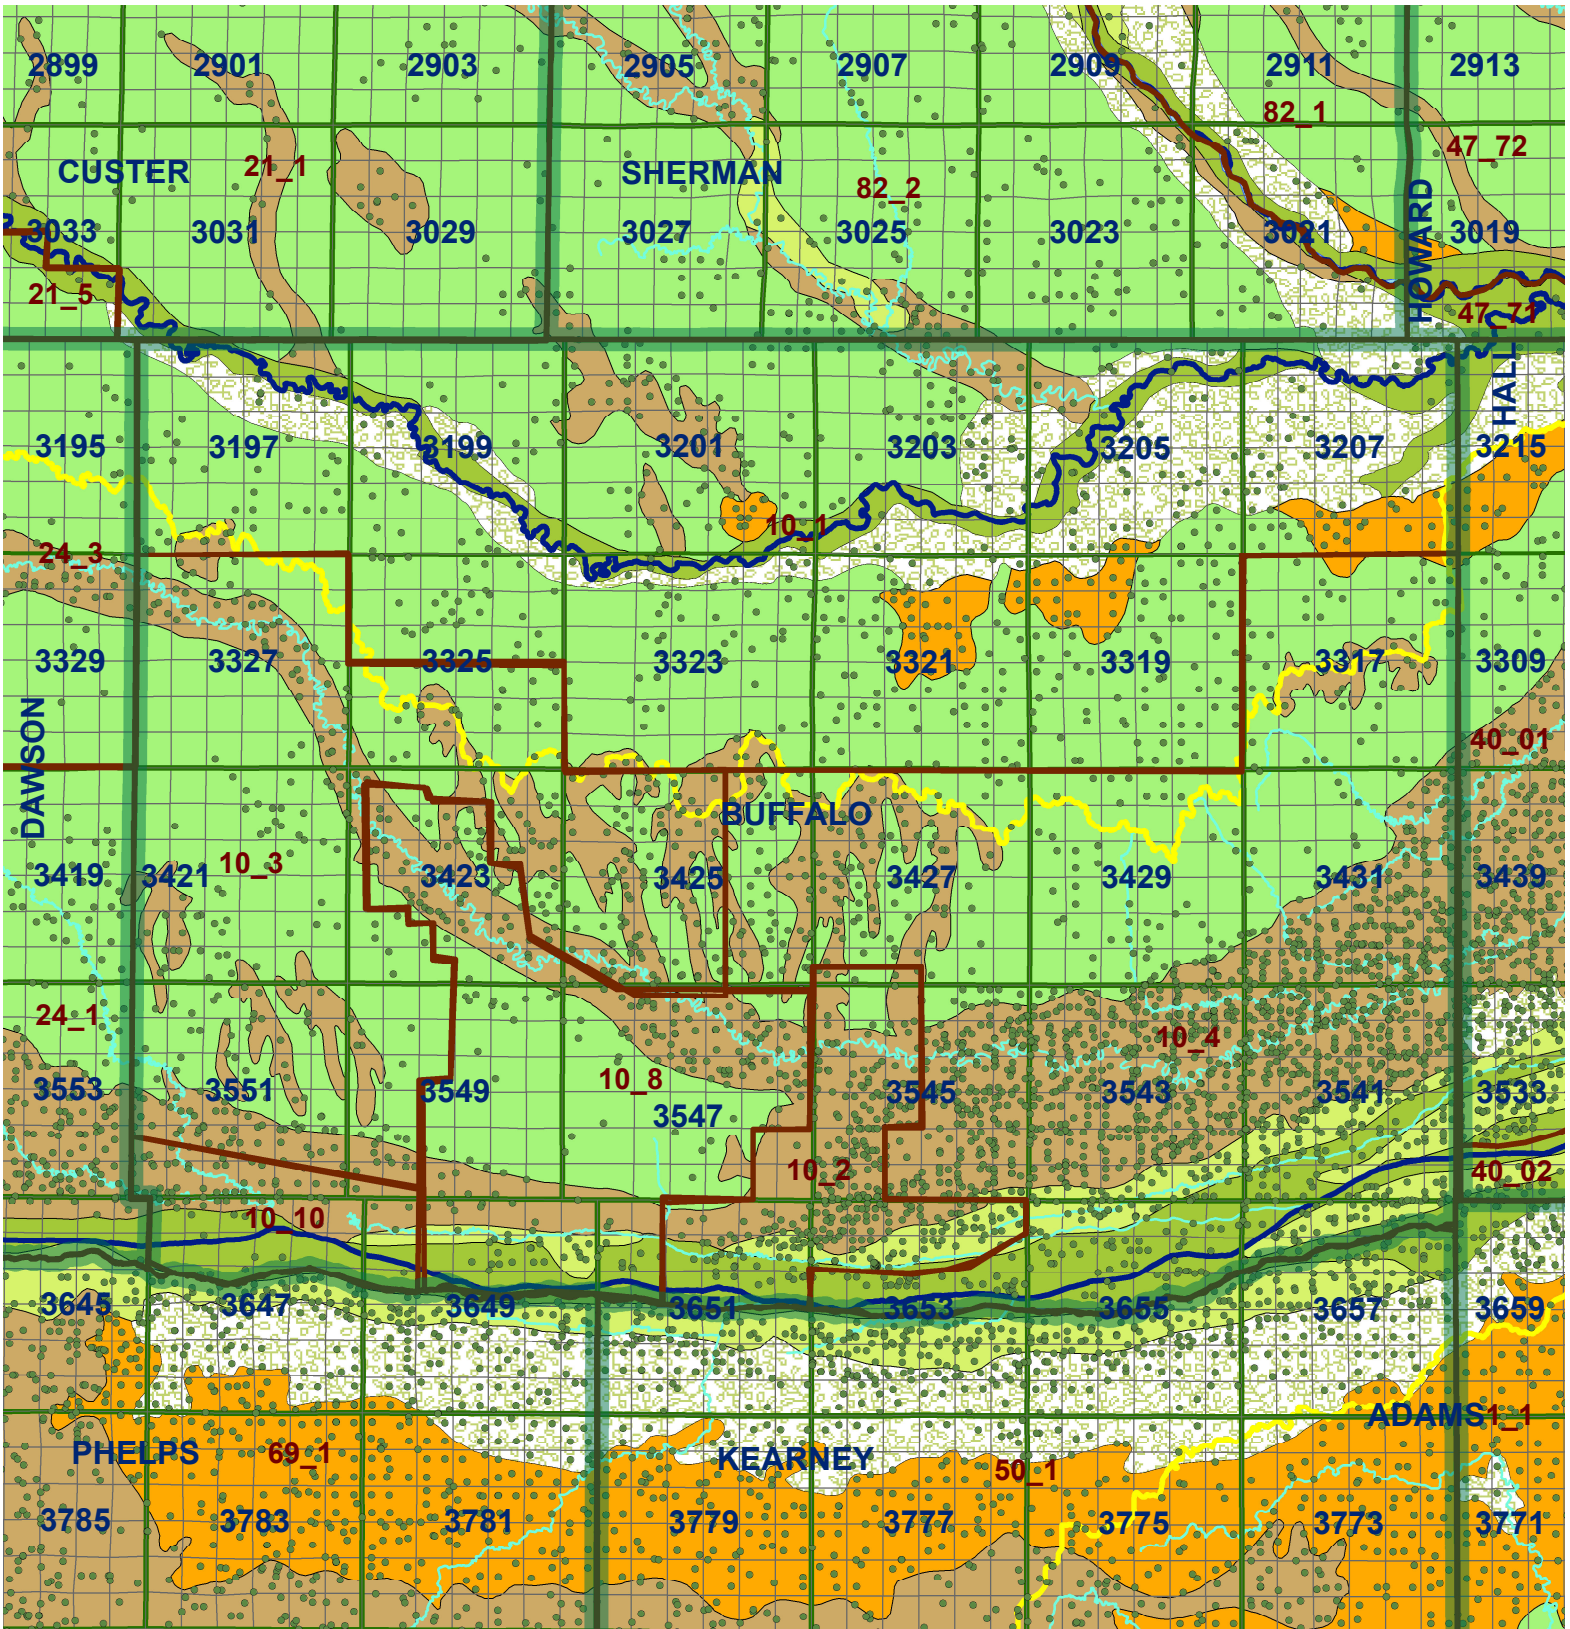 2899 2901 2903 2905 2907 2909 2911 2913
82_1
47_72
CUSTER 21_1 SHERMAN 82_2
HOWARD
3033 3031 3029 3027 3025 3023 3021 3019
21_5 47_71
HALL
3195 3197 3199 3201 3203 3205 3207 3215
10_1
24_3
3329 3327 3325 3323 3321 3319 3317 3309
DAWSON
40_01
BUFFALO
3419 3421 10_3 3423 3425 3427 3429 3431 3439
24_1 10_4
10_8
3553 3551 3549 3547 3545 3543 3541 3533
10_2 40_02
10_10
3645 3647 3649 3651 3653 3655 3657 3659
ADAMS 1_1
PHELPS 69_1 KEARNEY 50_1
3785 3783 3781 3779 3777 3775 3773 3771